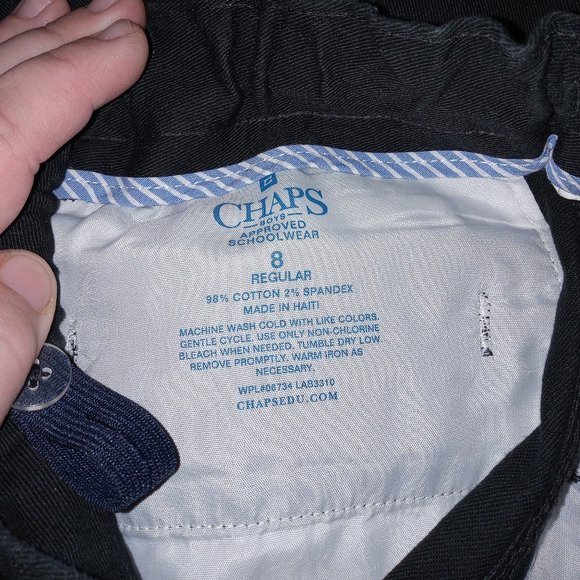 CHAPS
BOYS
APPROVED
SCHOOLWEAR
8
REGULAR
98% COTTON 2% SPANDEX
MADE IN HAITI
MACHINE WASH COLD WITH LIKE COLORS.
GENTLE CYCLE. USE ONLY NON-CHLORINE
BLEACH WHEN NEEDED. TUMBLE DRY LOW.
REMOVE PROMPTLY. WARM IRON AS
NECESSARY.
WPL#06734 LAB3310
CHAPSEDU.COM